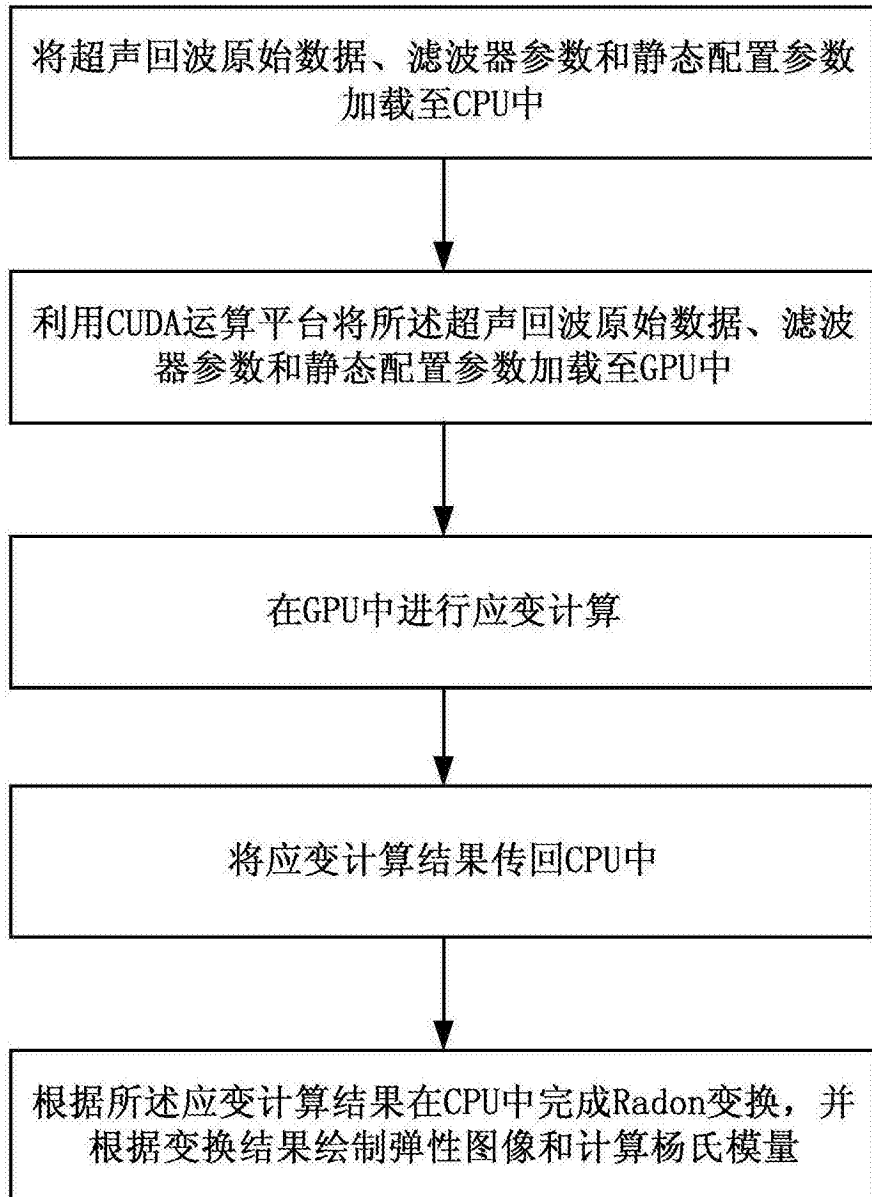 将超声回波原始数据、滤波器参数和静态配置参数
加载至CPU中
利用CUDA运算平台将所述超声回波原始数据、滤波
器参数和静态配置参数加载至GPU中
在GPU中进行应变计算
将应变计算结果传回CPU中
根据所述应变计算结果在CPU中完成Radon变换，并
根据变换结果绘制弹性图像和计算杨氏模量